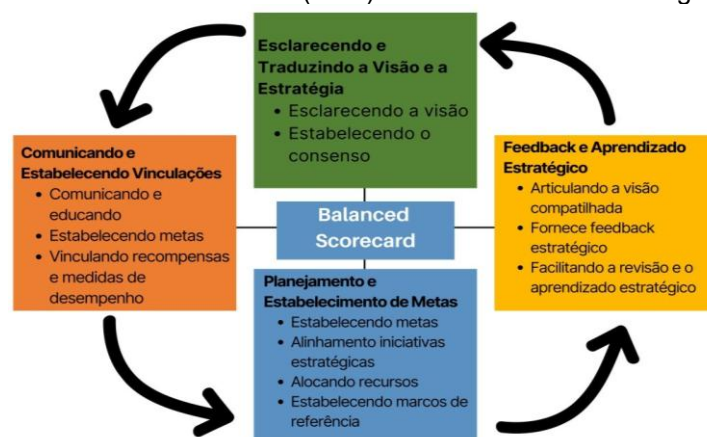 Esclarecendo e
Traduzindo a Visão e a
Estratégia
• Esclarecendo a visão
• Estabelecendo o
consenso
Comunicando e
Estabelecendo Vinculações
• Comunicando e
educando
• Estabelecendo metas
• Vinculando recompensas
e medidas de
desempenho
Balanced
Scorecard
Feedback e Aprendizado
Estratégico
• Articulando a visão
compatilhada
• Fornece feedback
estratégico
• Facilitando a revisão e o
aprendizado estratégico
Planejamento e
Estabelecimento de Metas
• Estabelecendo metas
• Alinhamento iniciativas
estratégicas
• Alocando recursos
• Estabelecendo marcos de
referência